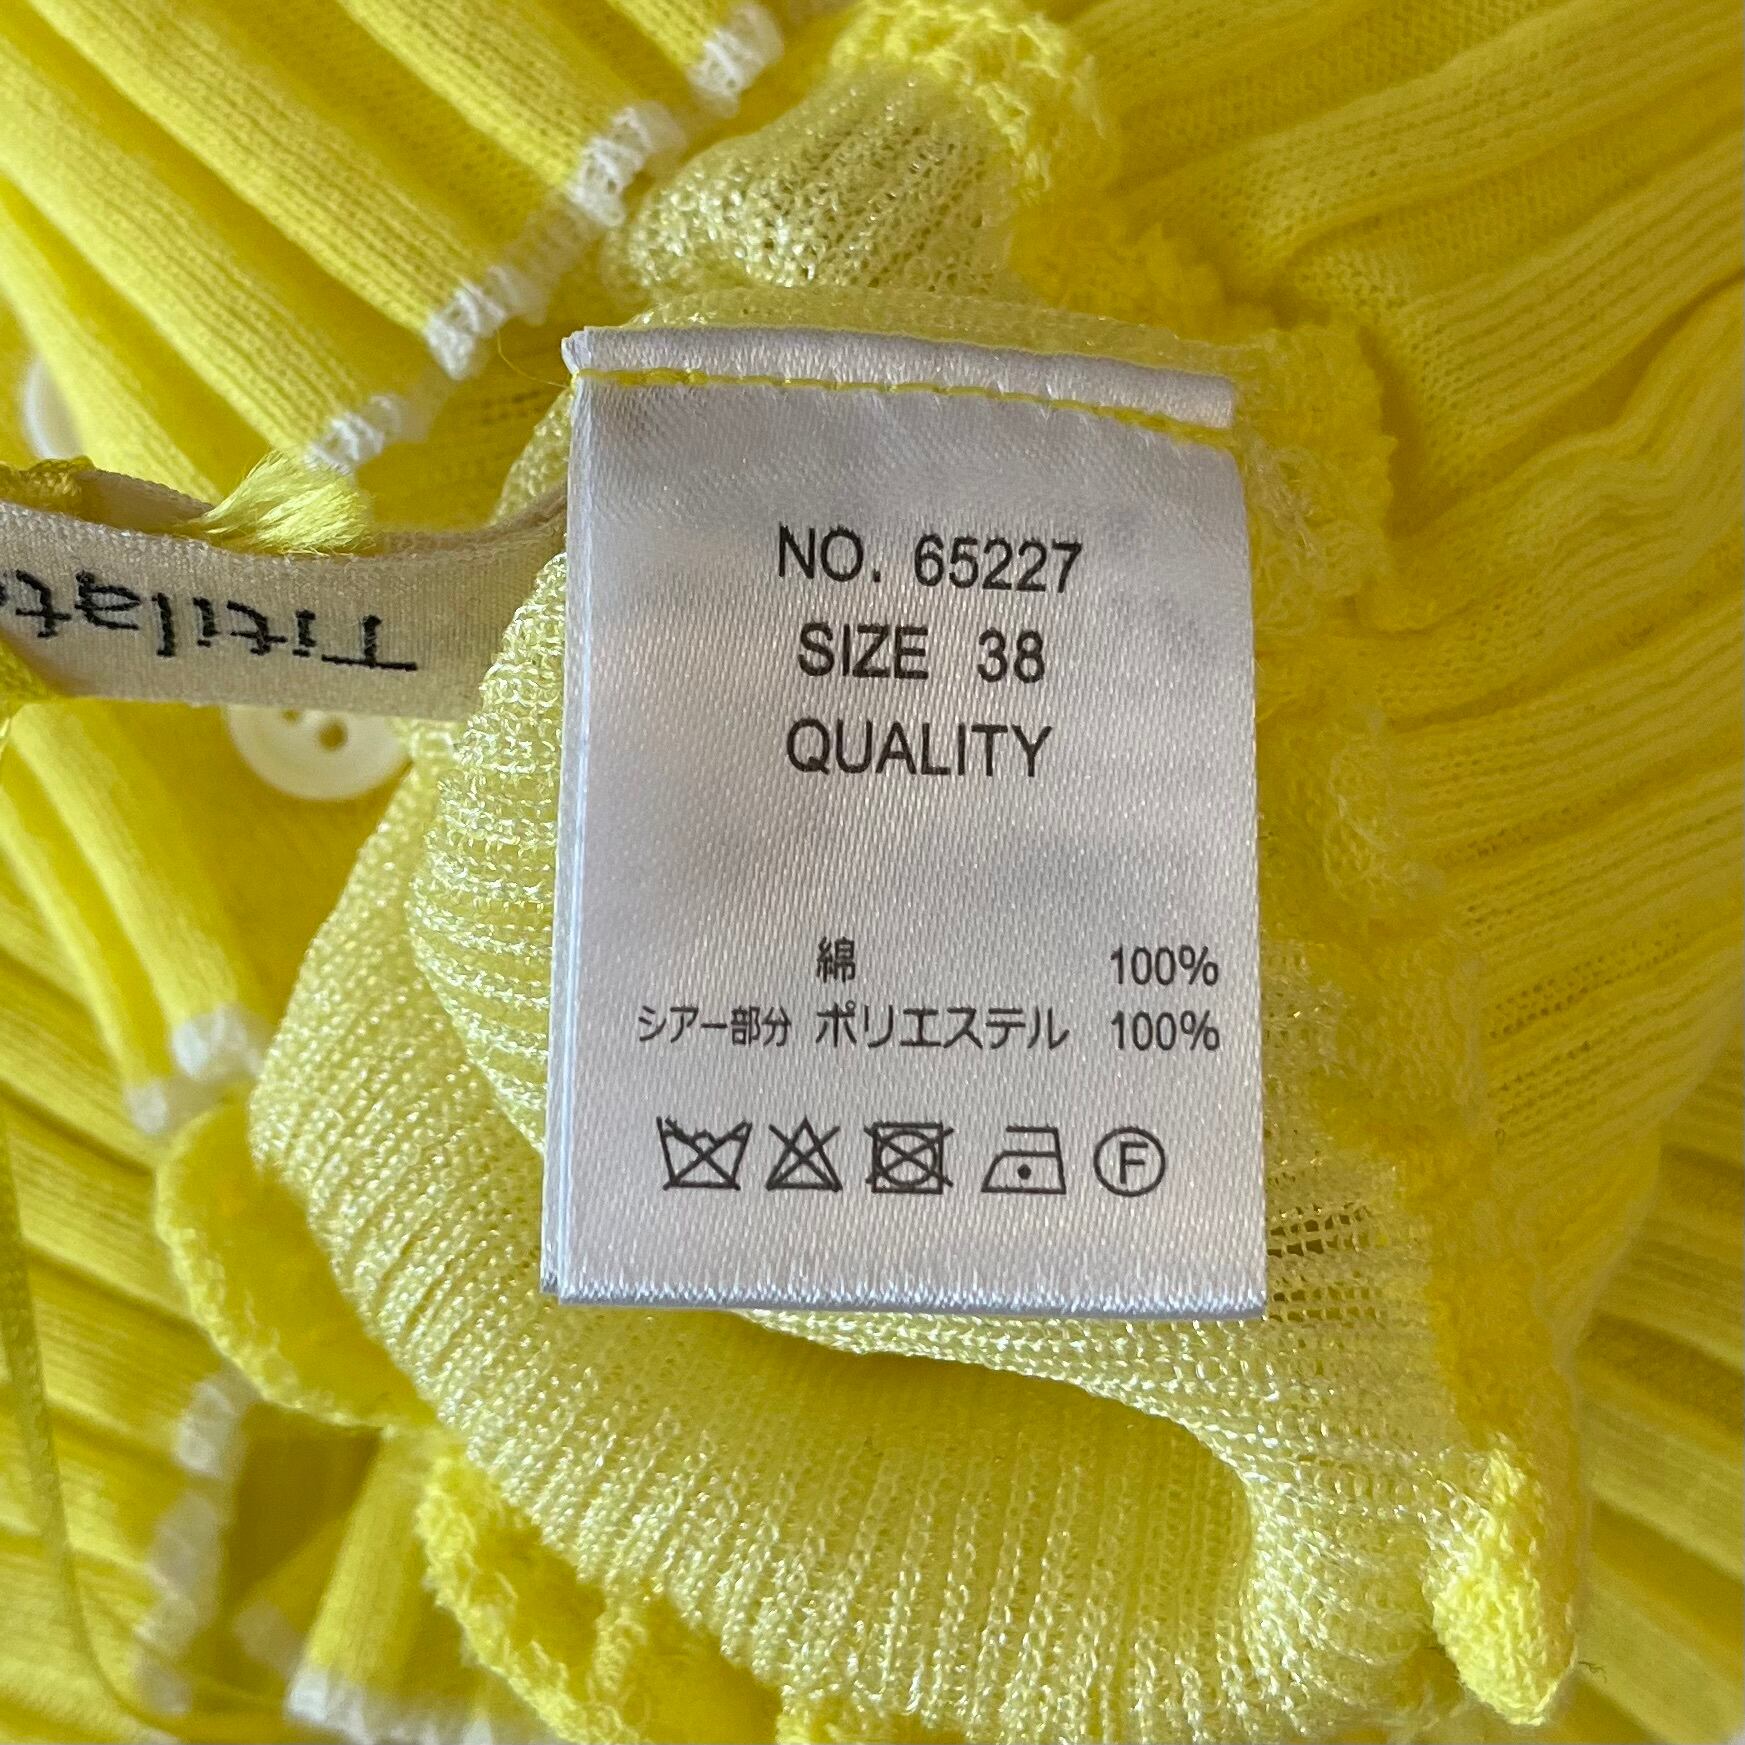 NO. 65227
SIZE 38
QUALITY
綿 100%
シアー部分 ポリエステル 100%
F